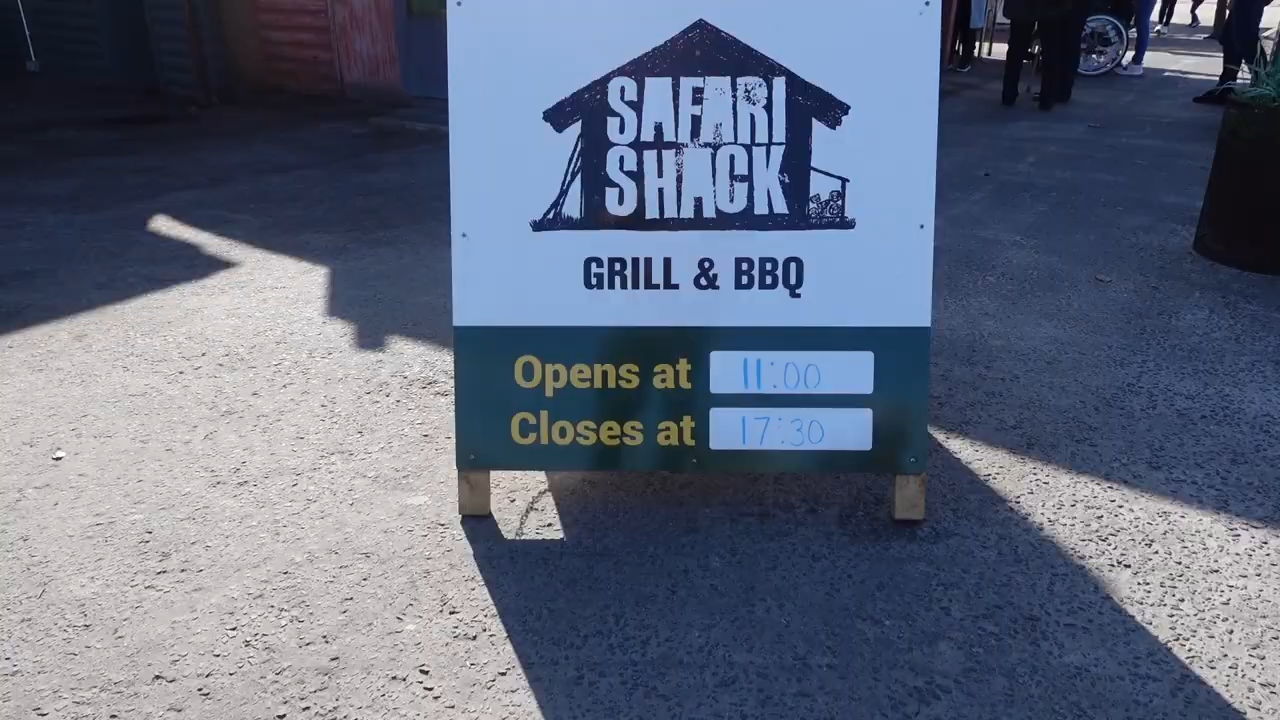 SAFARI
SHACK
GRILL & BBQ
Opens at 11:00
Closes at 17:30